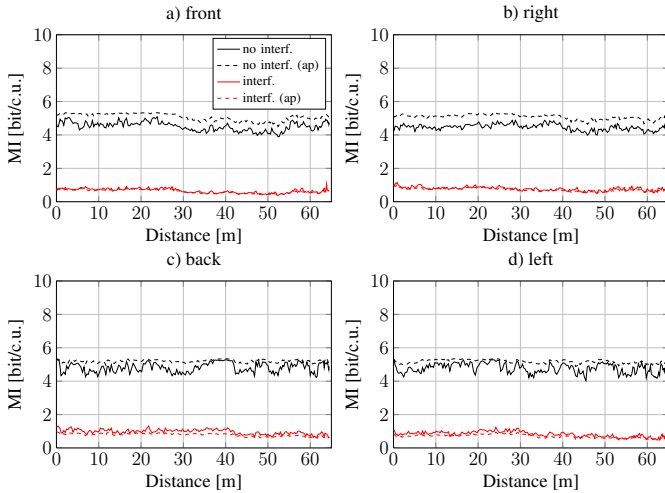 a) front
MI [bit/c.u.]
10
8
6
4
2
0
no interf.
no interf. (ap)
interf.
interf. (ap)
0 10 20 30 40 50 60
Distance [m]
b) right
MI [bit/c.u.]
10
8
6
4
2
0
0 10 20 30 40 50 60
Distance [m]
c) back
MI [bit/c.u.]
10
8
6
4
2
0
0 10 20 30 40 50 60
Distance [m]
d) left
MI [bit/c.u.]
10
8
6
4
2
0
0 10 20 30 40 50 60
Distance [m]